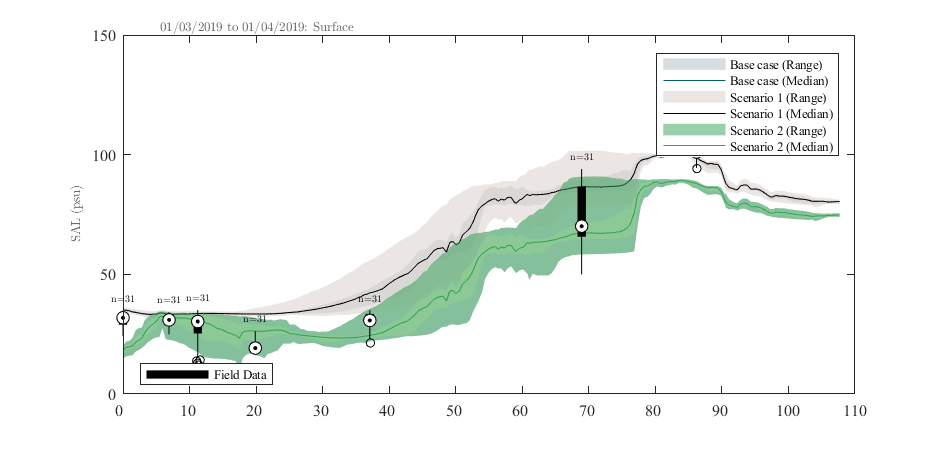 01/03/2019 to 01/04/2019: Surface
150
100
50
0
SAL (psu)
Base case (Range)
Base case (Median)
Scenario 1 (Range)
Scenario 1 (Median)
Scenario 2 (Range)
Scenario 2 (Median)
n=31
n=31
n=31
n=31
n=31
n=31
Field Data
0 10 20 30 40 50 60 70 80 90 100 110